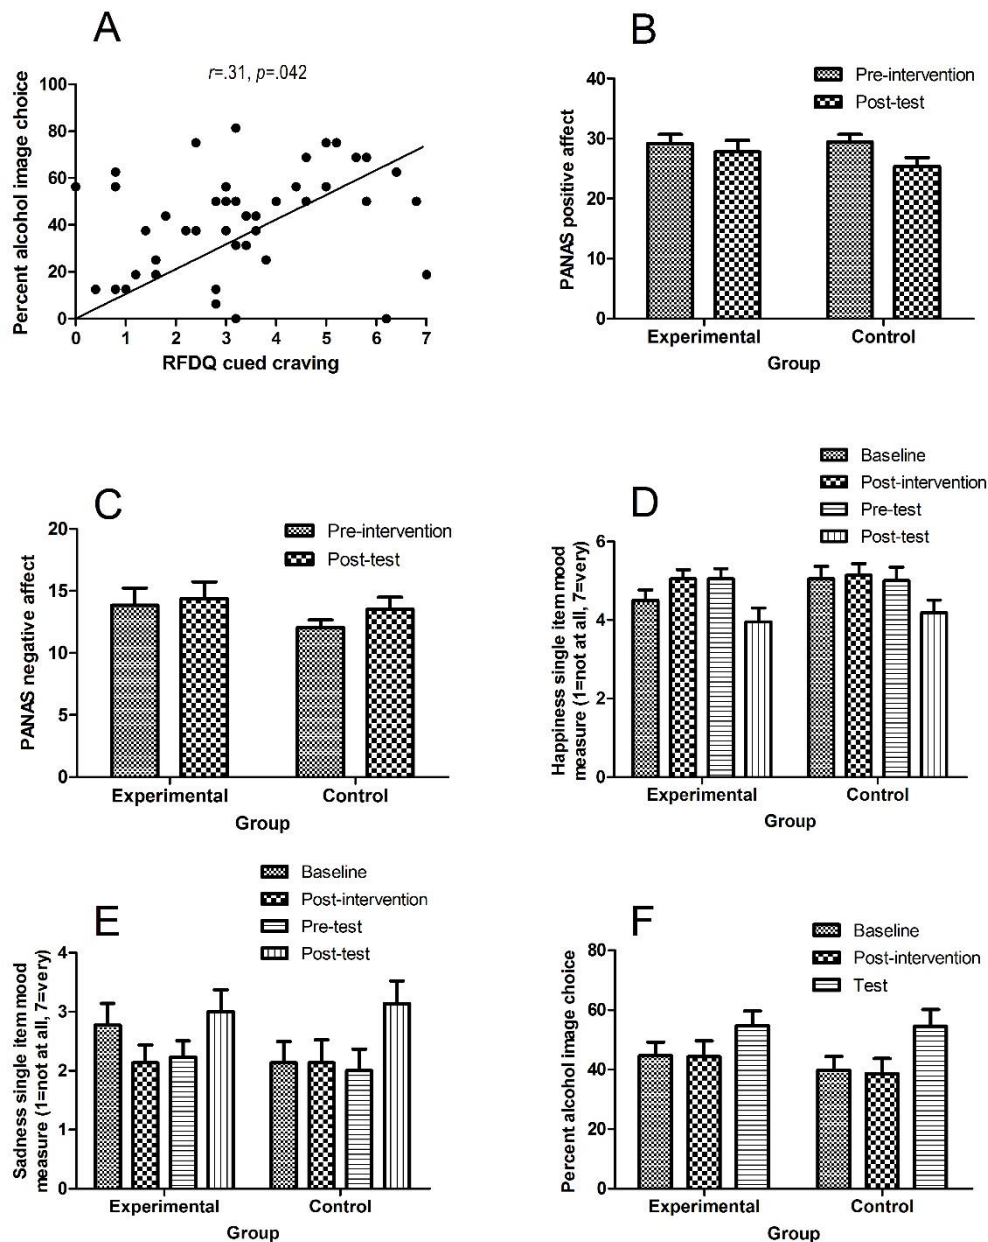 A
r=.31, p=.042
Percent alcohol image choice
100
80
60
40
20
0
0 1 2 3 4 5 6 7
RFDQ cued craving
B
Pre-intervention
Post-test
PANAS positive affect
40
30
20
10
0
Experimental Control
Group
C
Pre-intervention
Post-test
PANAS negative affect
20
15
10
5
0
Experimental Control
Group
D
Baseline
Post-intervention
Pre-test
Post-test
Happiness single item mood
measure (1=not at all, 7=very)
6
4
2
0
Experimental Control
Group
E
Baseline
Post-intervention
Pre-test
Post-test
Sadness single item mood
measure (1=not at all, 7=very)
4
3
2
1
0
Experimental Control
Group
F
Baseline
Post-intervention
Test
Percent alcohol image choice
80
60
40
20
0
Experimental Control
Group